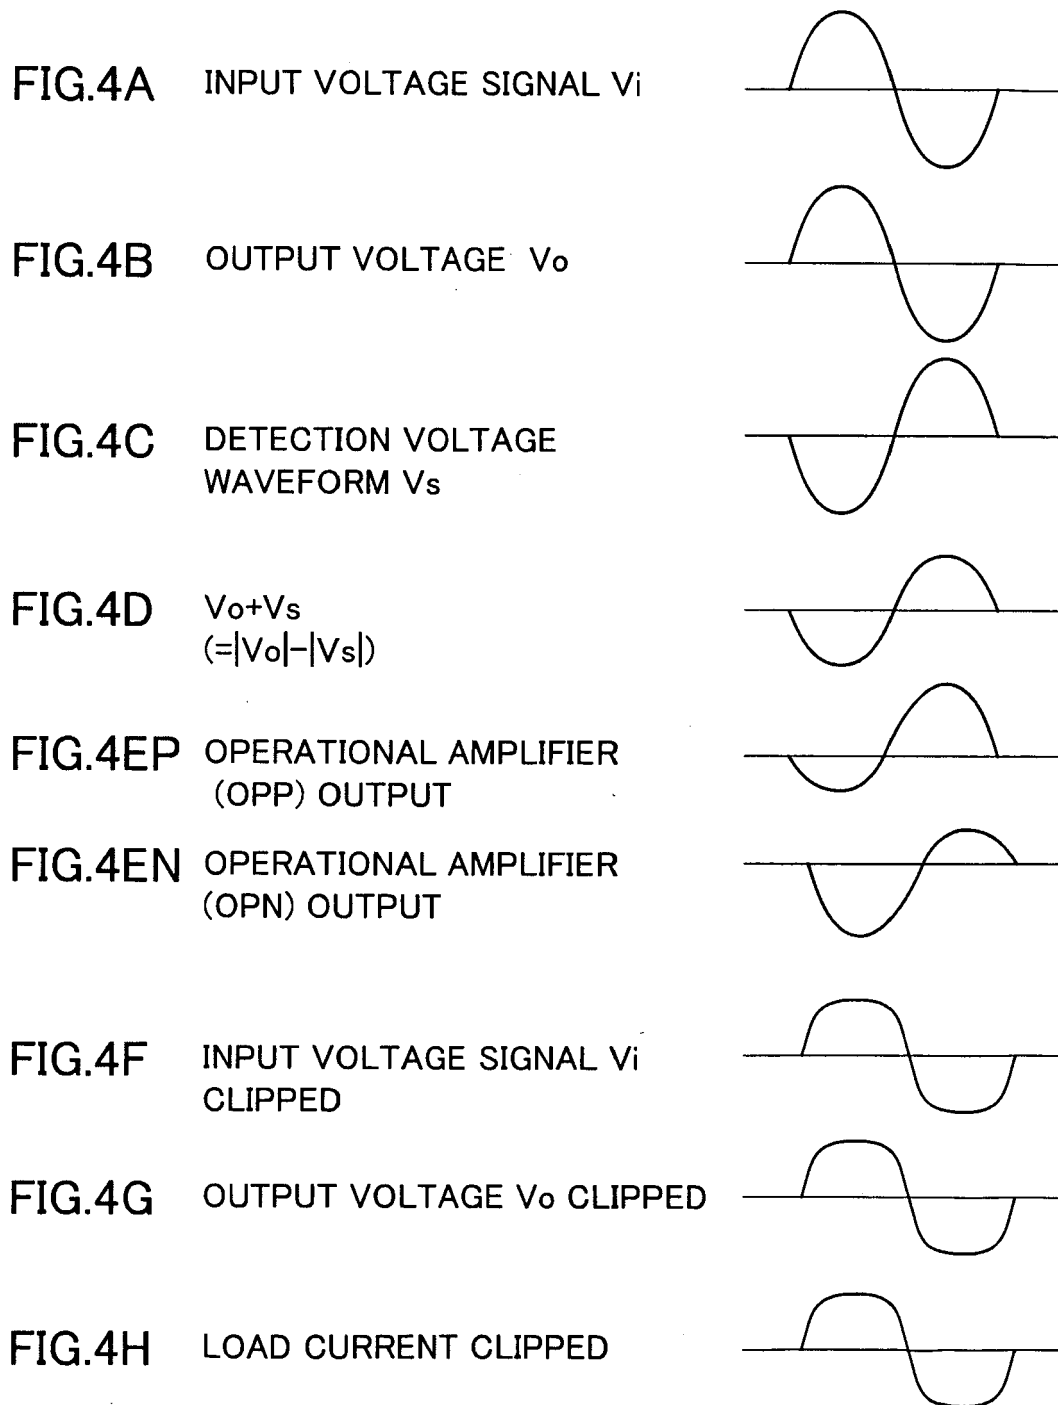 FIG.4A INPUT VOLTAGE SIGNAL Vi
FIG.4B OUTPUT VOLTAGE Vo
FIG.4C DETECTION VOLTAGE
WAVEFORM Vs
FIG.4D Vo+Vs
(=|Vo|-|Vs|)
FIG.4EP OPERATIONAL AMPLIFIER
(OPP) OUTPUT
FIG.4EN OPERATIONAL AMPLIFIER
(OPN) OUTPUT
FIG.4F INPUT VOLTAGE SIGNAL Vi
CLIPPED
FIG.4G OUTPUT VOLTAGE Vo CLIPPED
FIG.4H LOAD CURRENT CLIPPED